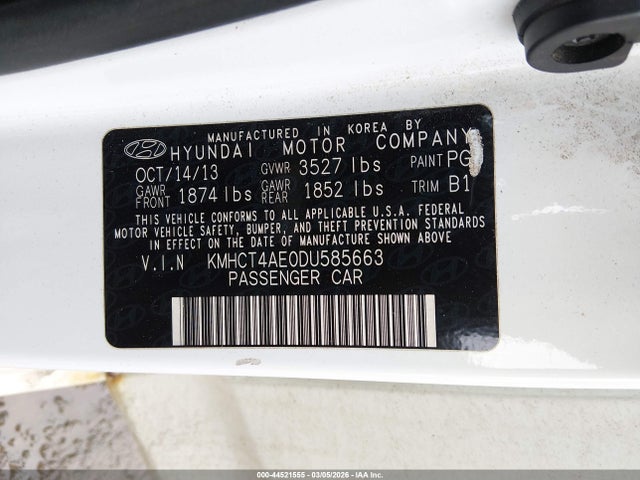 MANUFACTURED IN KOREA BY
HYUNDAI MOTOR COMPANY
OCT/14/13 GVWR 3527 lbs PAINT PG
GAWR FRONT 1874 lbs GAWR REAR 1852 lbs TRIM B1
THIS VEHICLE CONFORMS TO ALL APPLICABLE U.S.A. FEDERAL
MOTOR VEHICLE SAFETY, BUMPER, AND THEFT PREVENTION STANDARDS
IN EFFECT ON THE DATE OF MANUFACTURE SHOWN ABOVE
V.I.N KMHCT4AE0DU585663
PASSENGER CAR
000-44521555 - 03/05/2026 - IAA Inc.